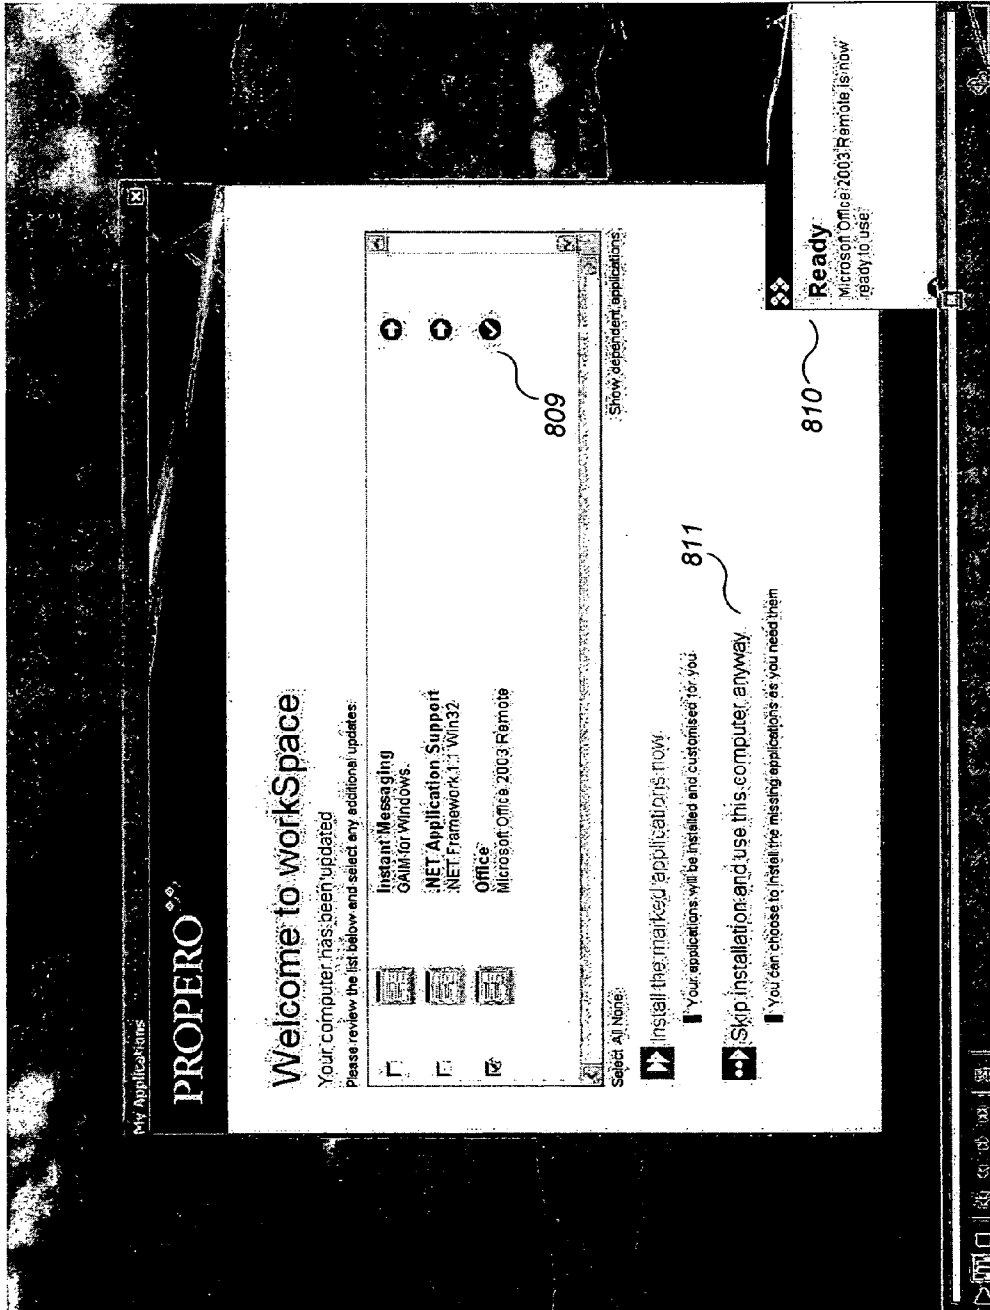 My Applications
PROPERO
Welcome to workSpace
Your computer has been updated
Please review the list below and select any additional updates:
Instant Messaging
GAIM for Windows
.NET Application Support
.NET Framework 1.1 Win32
Office
Microsoft Office 2003 Remote
809
Select All None
Show dependent applications
Install the marked applications now
Your applications will be installed and customised for you
811
Skip installation and use this computer anyway
You can choose to install the missing applications as you need them
810
Ready
Microsoft Office 2003 Remote is now
ready to use